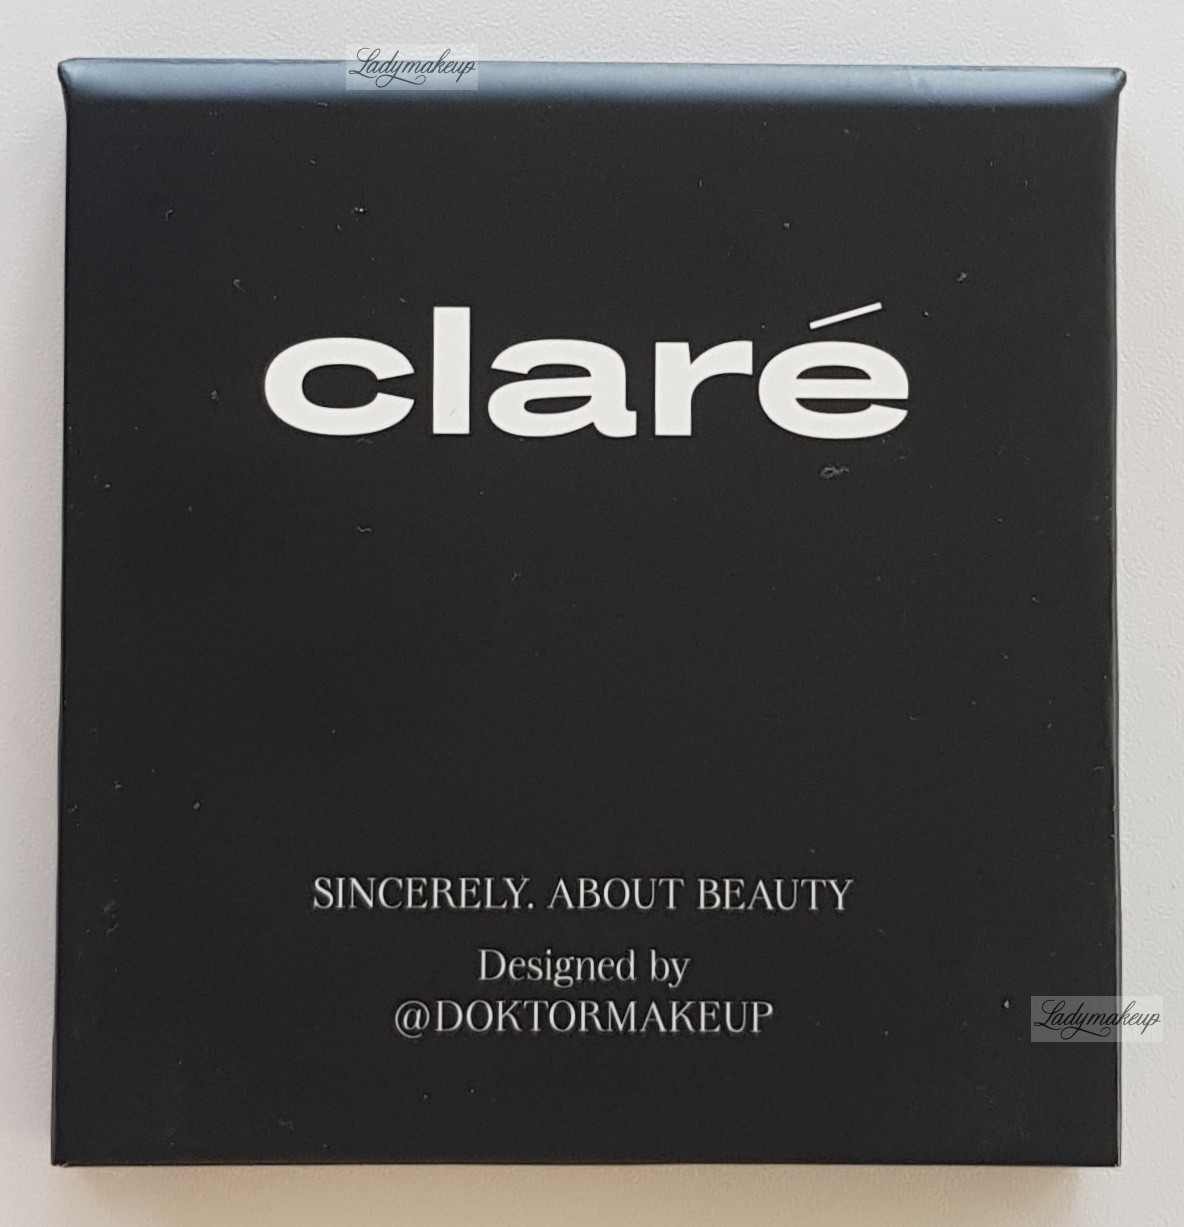 Ladymakeup
claré
SINCERELY. ABOUT BEAUTY
Designed by
@DOKTORMAKEUP
Ladymakeup